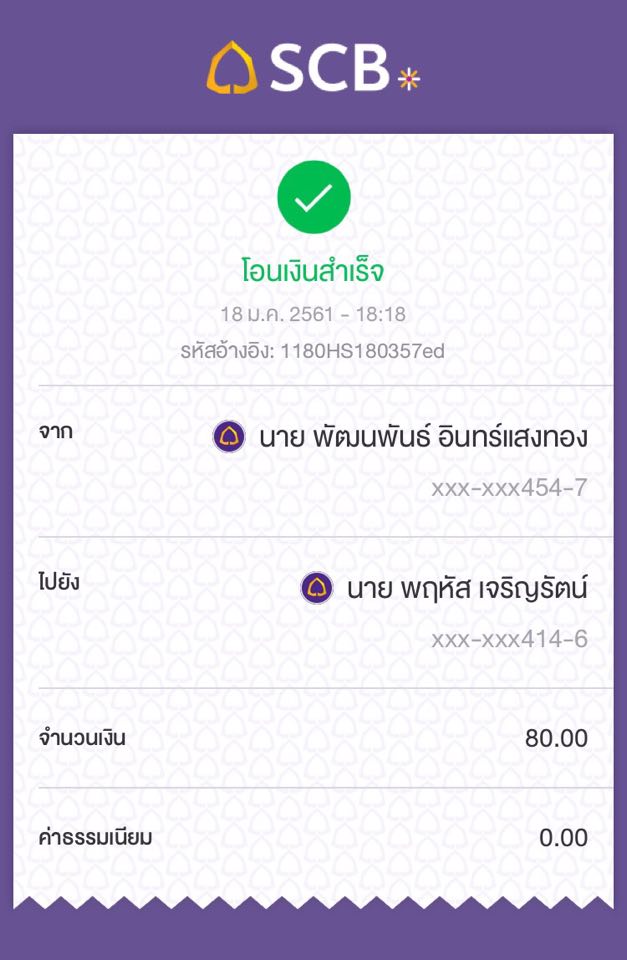 SCB
โอนเงินสำเร็จ
18 ม.ค. 2561 - 18:18
รหัสอ้างอิง: 1180HS180357ed
จาก นาย พัฒนพันธ์ อินทร์แสงทอง
xxx-xxx454-7
ไปยัง นาย พฤหัส เจริญรัตน์
xxx-xxx414-6
จำนวนเงิน 80.00
ค่าธรรมเนียม 0.00